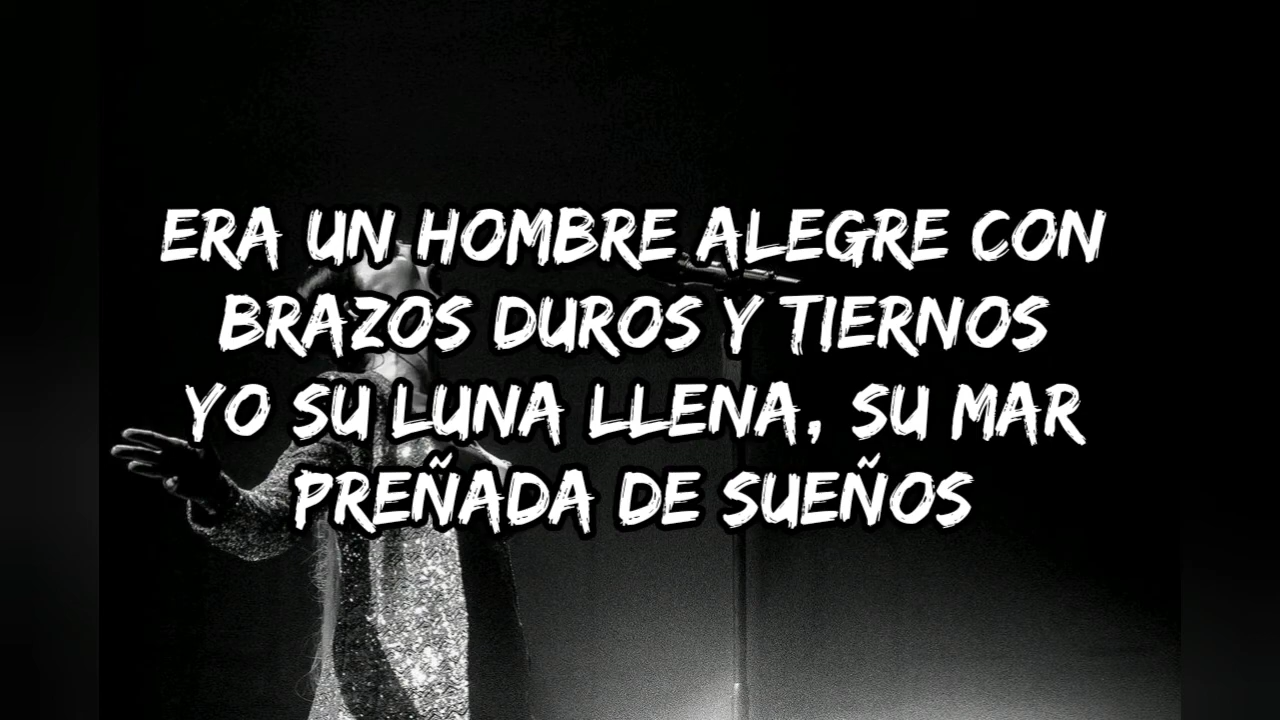 ERA UN HOMBRE ALEGRE CON
BRAZOS DUROS Y TIERNOS
YO SU LUNA LLENA, SU MAR
PREÑADA DE SUEÑOS